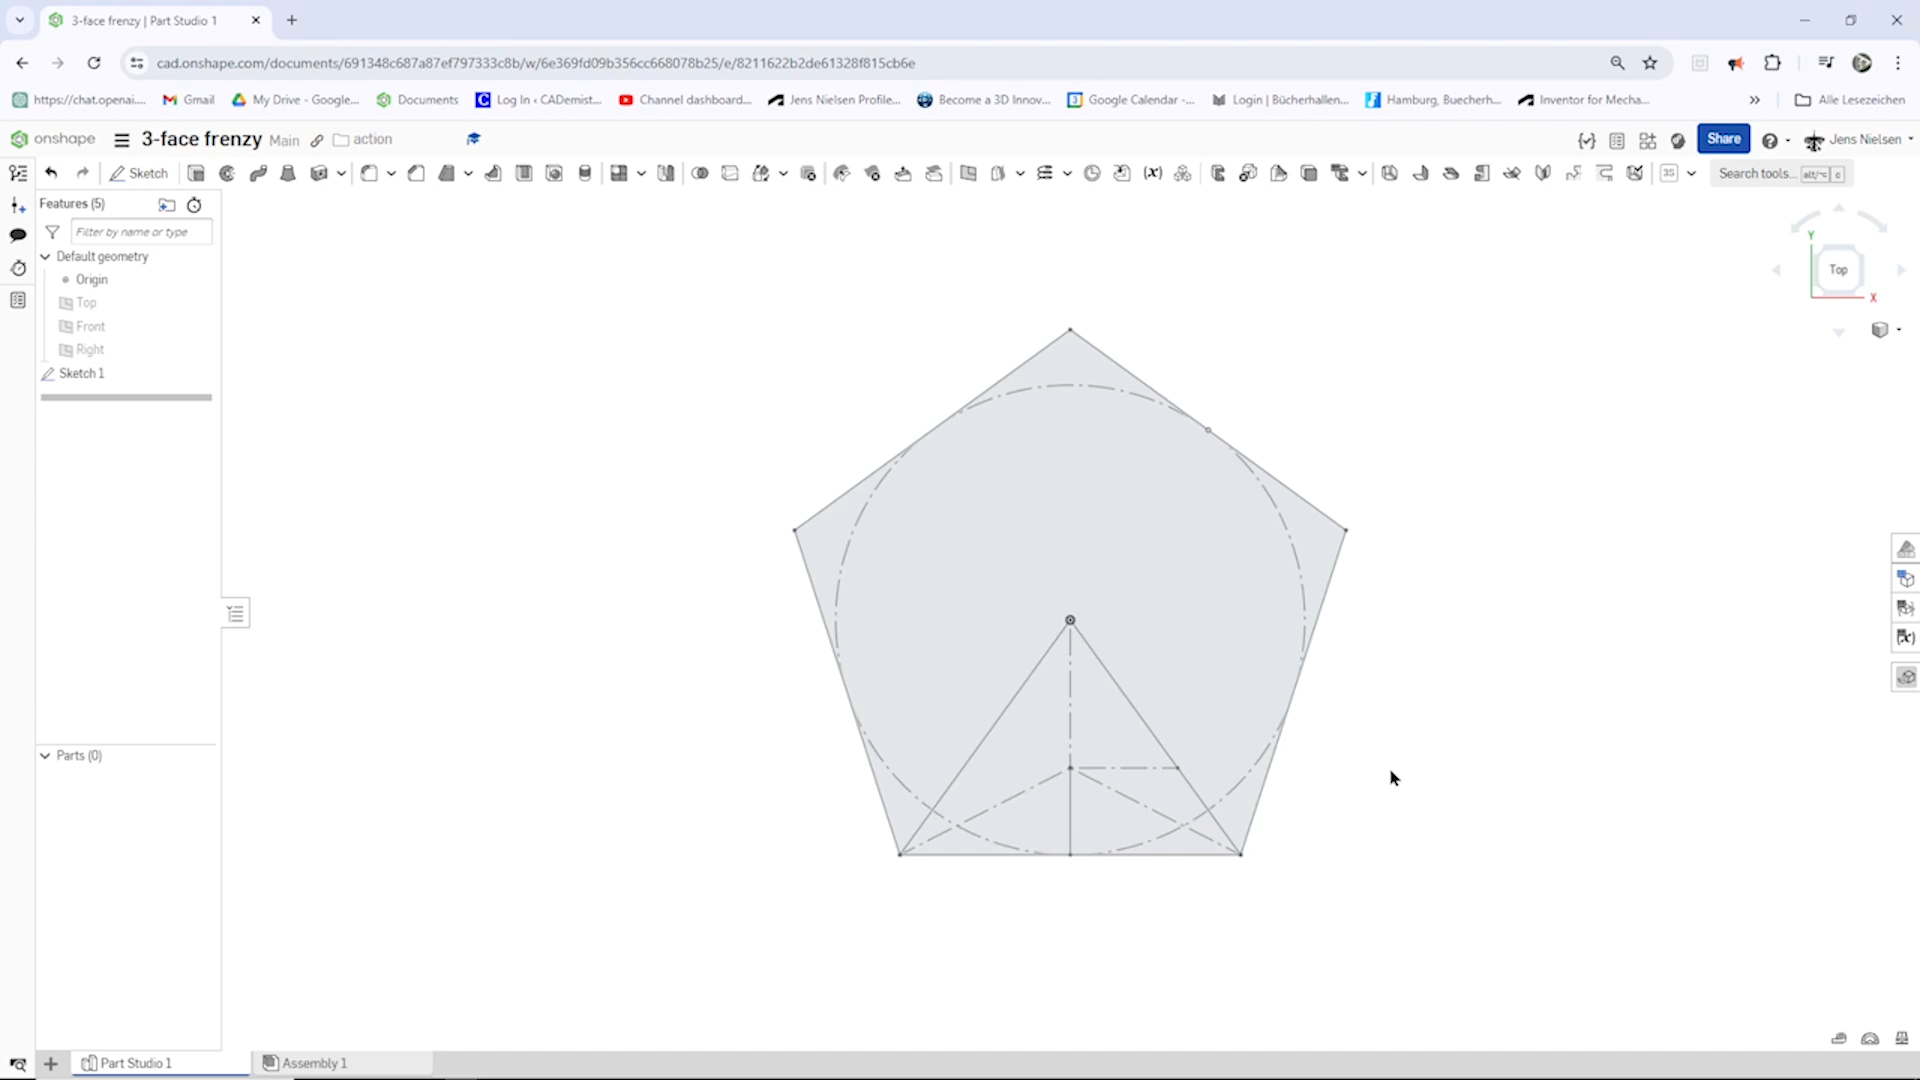 3-face frenzy | Part Studio 1
cad.onshape.com/documents/691348c687a87ef797333c8b/w/6e369fd09b356cc668078b25/e/8211622b2de61328f815cb6e
https://chat.openai.... Gmail My Drive - Google... Documents Log In ‹ CADemist... Channel dashboard... Jens Nielsen Profile... Become a 3D Innov... Google Calendar -... Login | Bücherhallen... Hamburg, Buecherh... Inventor for Mecha... » Alle Lesezeichen
onshape 3-face frenzy Main action Share Jens Nielsen
Sketch Search tools... alt/⌥ c
Features (5)
Filter by name or type
Default geometry
Origin
Top
Front
Right
Sketch 1
Parts (0)
Y
Top
X
Part Studio 1 Assembly 1